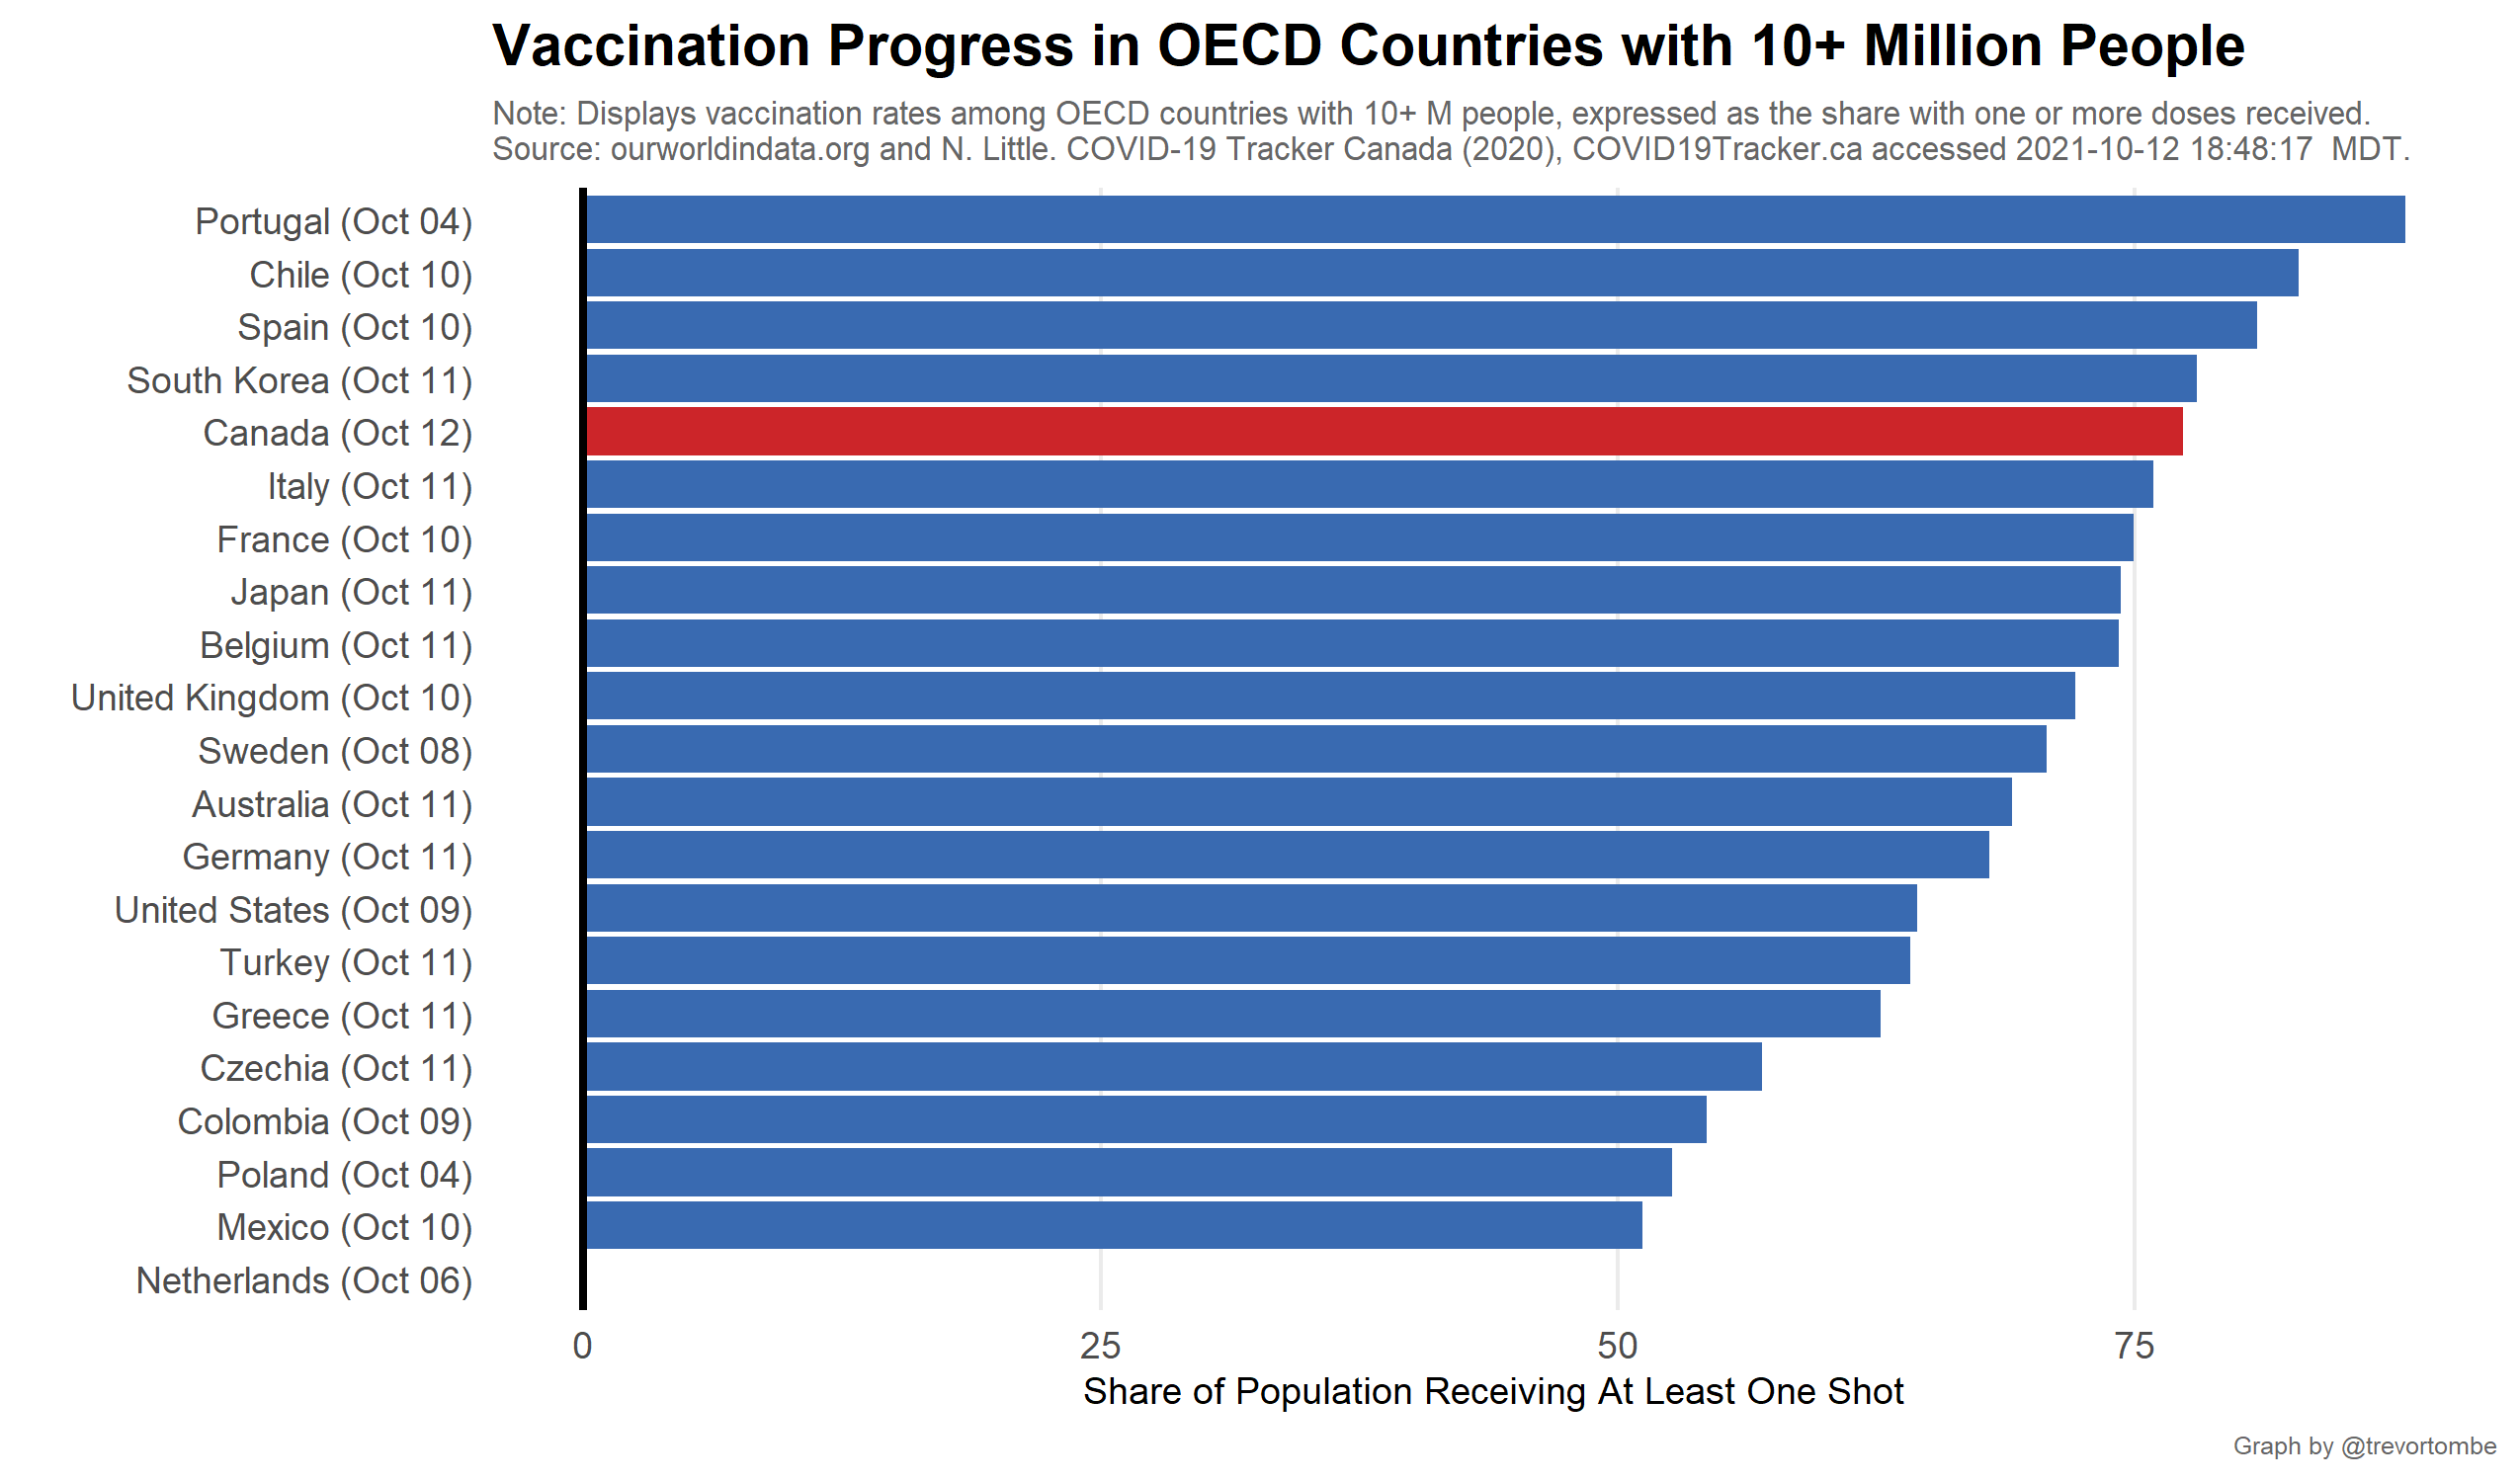 Vaccination Progress in OECD Countries with 10+ Million People
Note: Displays vaccination rates among OECD countries with 10+ M people, expressed as the share with one or more doses received.
Source: ourworldindata.org and N. Little. COVID-19 Tracker Canada (2020), COVID19Tracker.ca accessed 2021-10-12 18:48:17  MDT.
Portugal (Oct 04)
Chile (Oct 10)
Spain (Oct 10)
South Korea (Oct 11)
Canada (Oct 12)
Italy (Oct 11)
France (Oct 10)
Japan (Oct 11)
Belgium (Oct 11)
United Kingdom (Oct 10)
Sweden (Oct 08)
Australia (Oct 11)
Germany (Oct 11)
United States (Oct 09)
Turkey (Oct 11)
Greece (Oct 11)
Czechia (Oct 11)
Colombia (Oct 09)
Poland (Oct 04)
Mexico (Oct 10)
Netherlands (Oct 06)
0 25 50 75
Share of Population Receiving At Least One Shot
Graph by @trevortombe